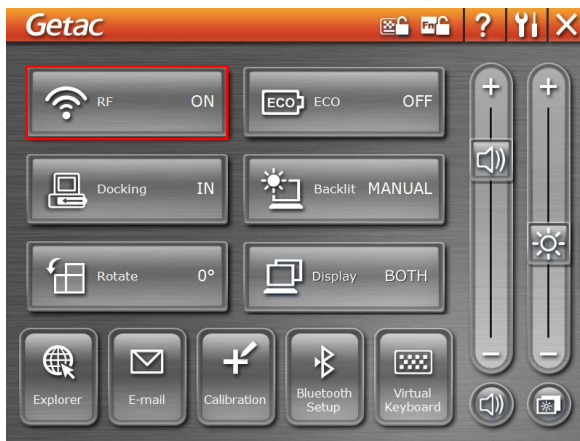 Getac
Fn
?
RF ON
ECO ECO OFF
Docking IN
Backlit MANUAL
Rotate 0°
Display BOTH
Explorer
E-mail
Calibration
Bluetooth
Setup
Virtual
Keyboard